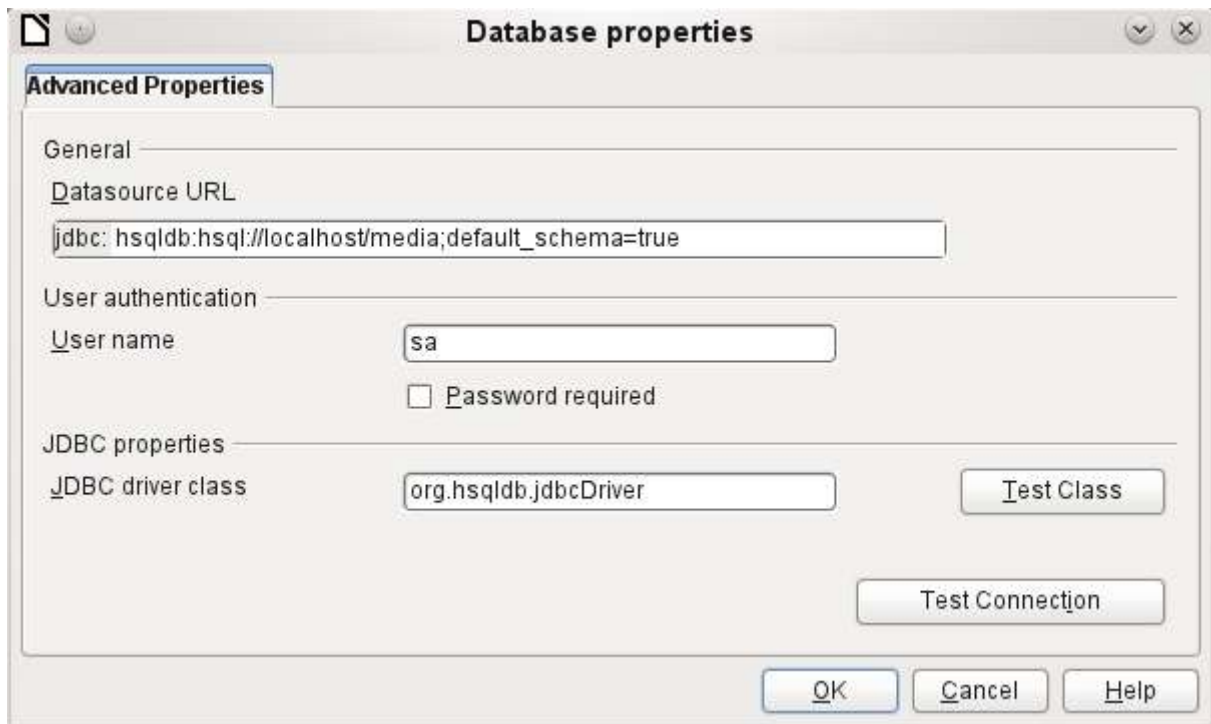 Database properties
Advanced Properties
General
Datasource URL
jdbc: hsqldb:hsql://localhost/media;default_schema=true
User authentication
User name
sa
Password required
JDBC properties
JDBC driver class
org.hsqldb.jdbcDriver
Test Class
Test Connection
OK
Cancel
Help